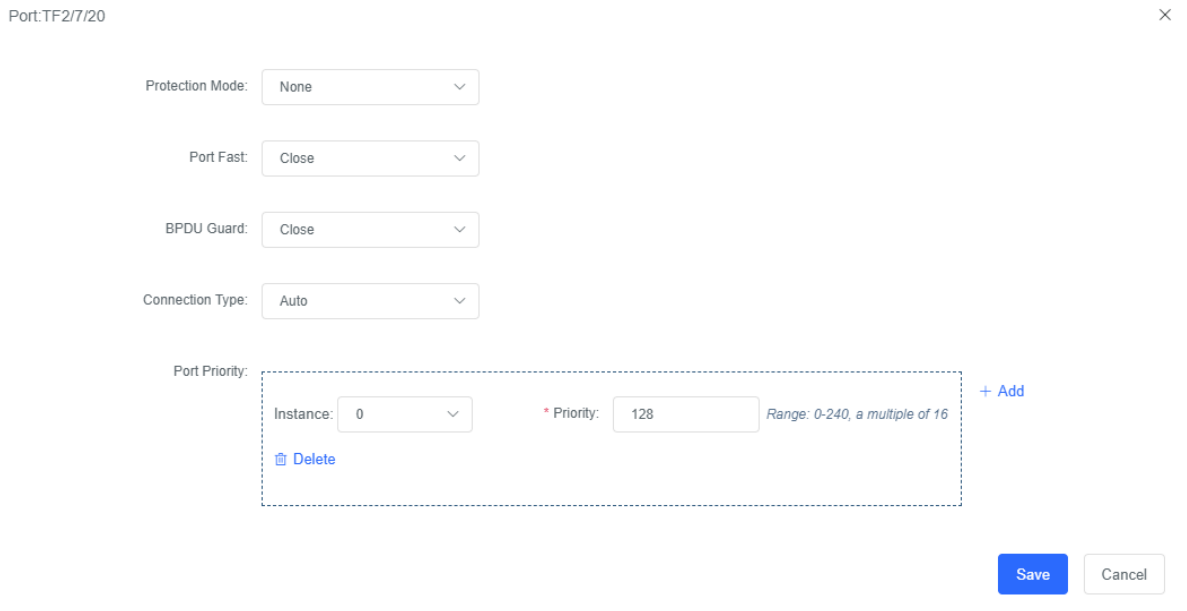 Port:TF2/7/20
Protection Mode: None
Port Fast: Close
BPDU Guard: Close
Connection Type: Auto
Port Priority:
+ Add
Instance: 0 * Priority: 128 Range: 0-240, a multiple of 16
Delete
Save Cancel